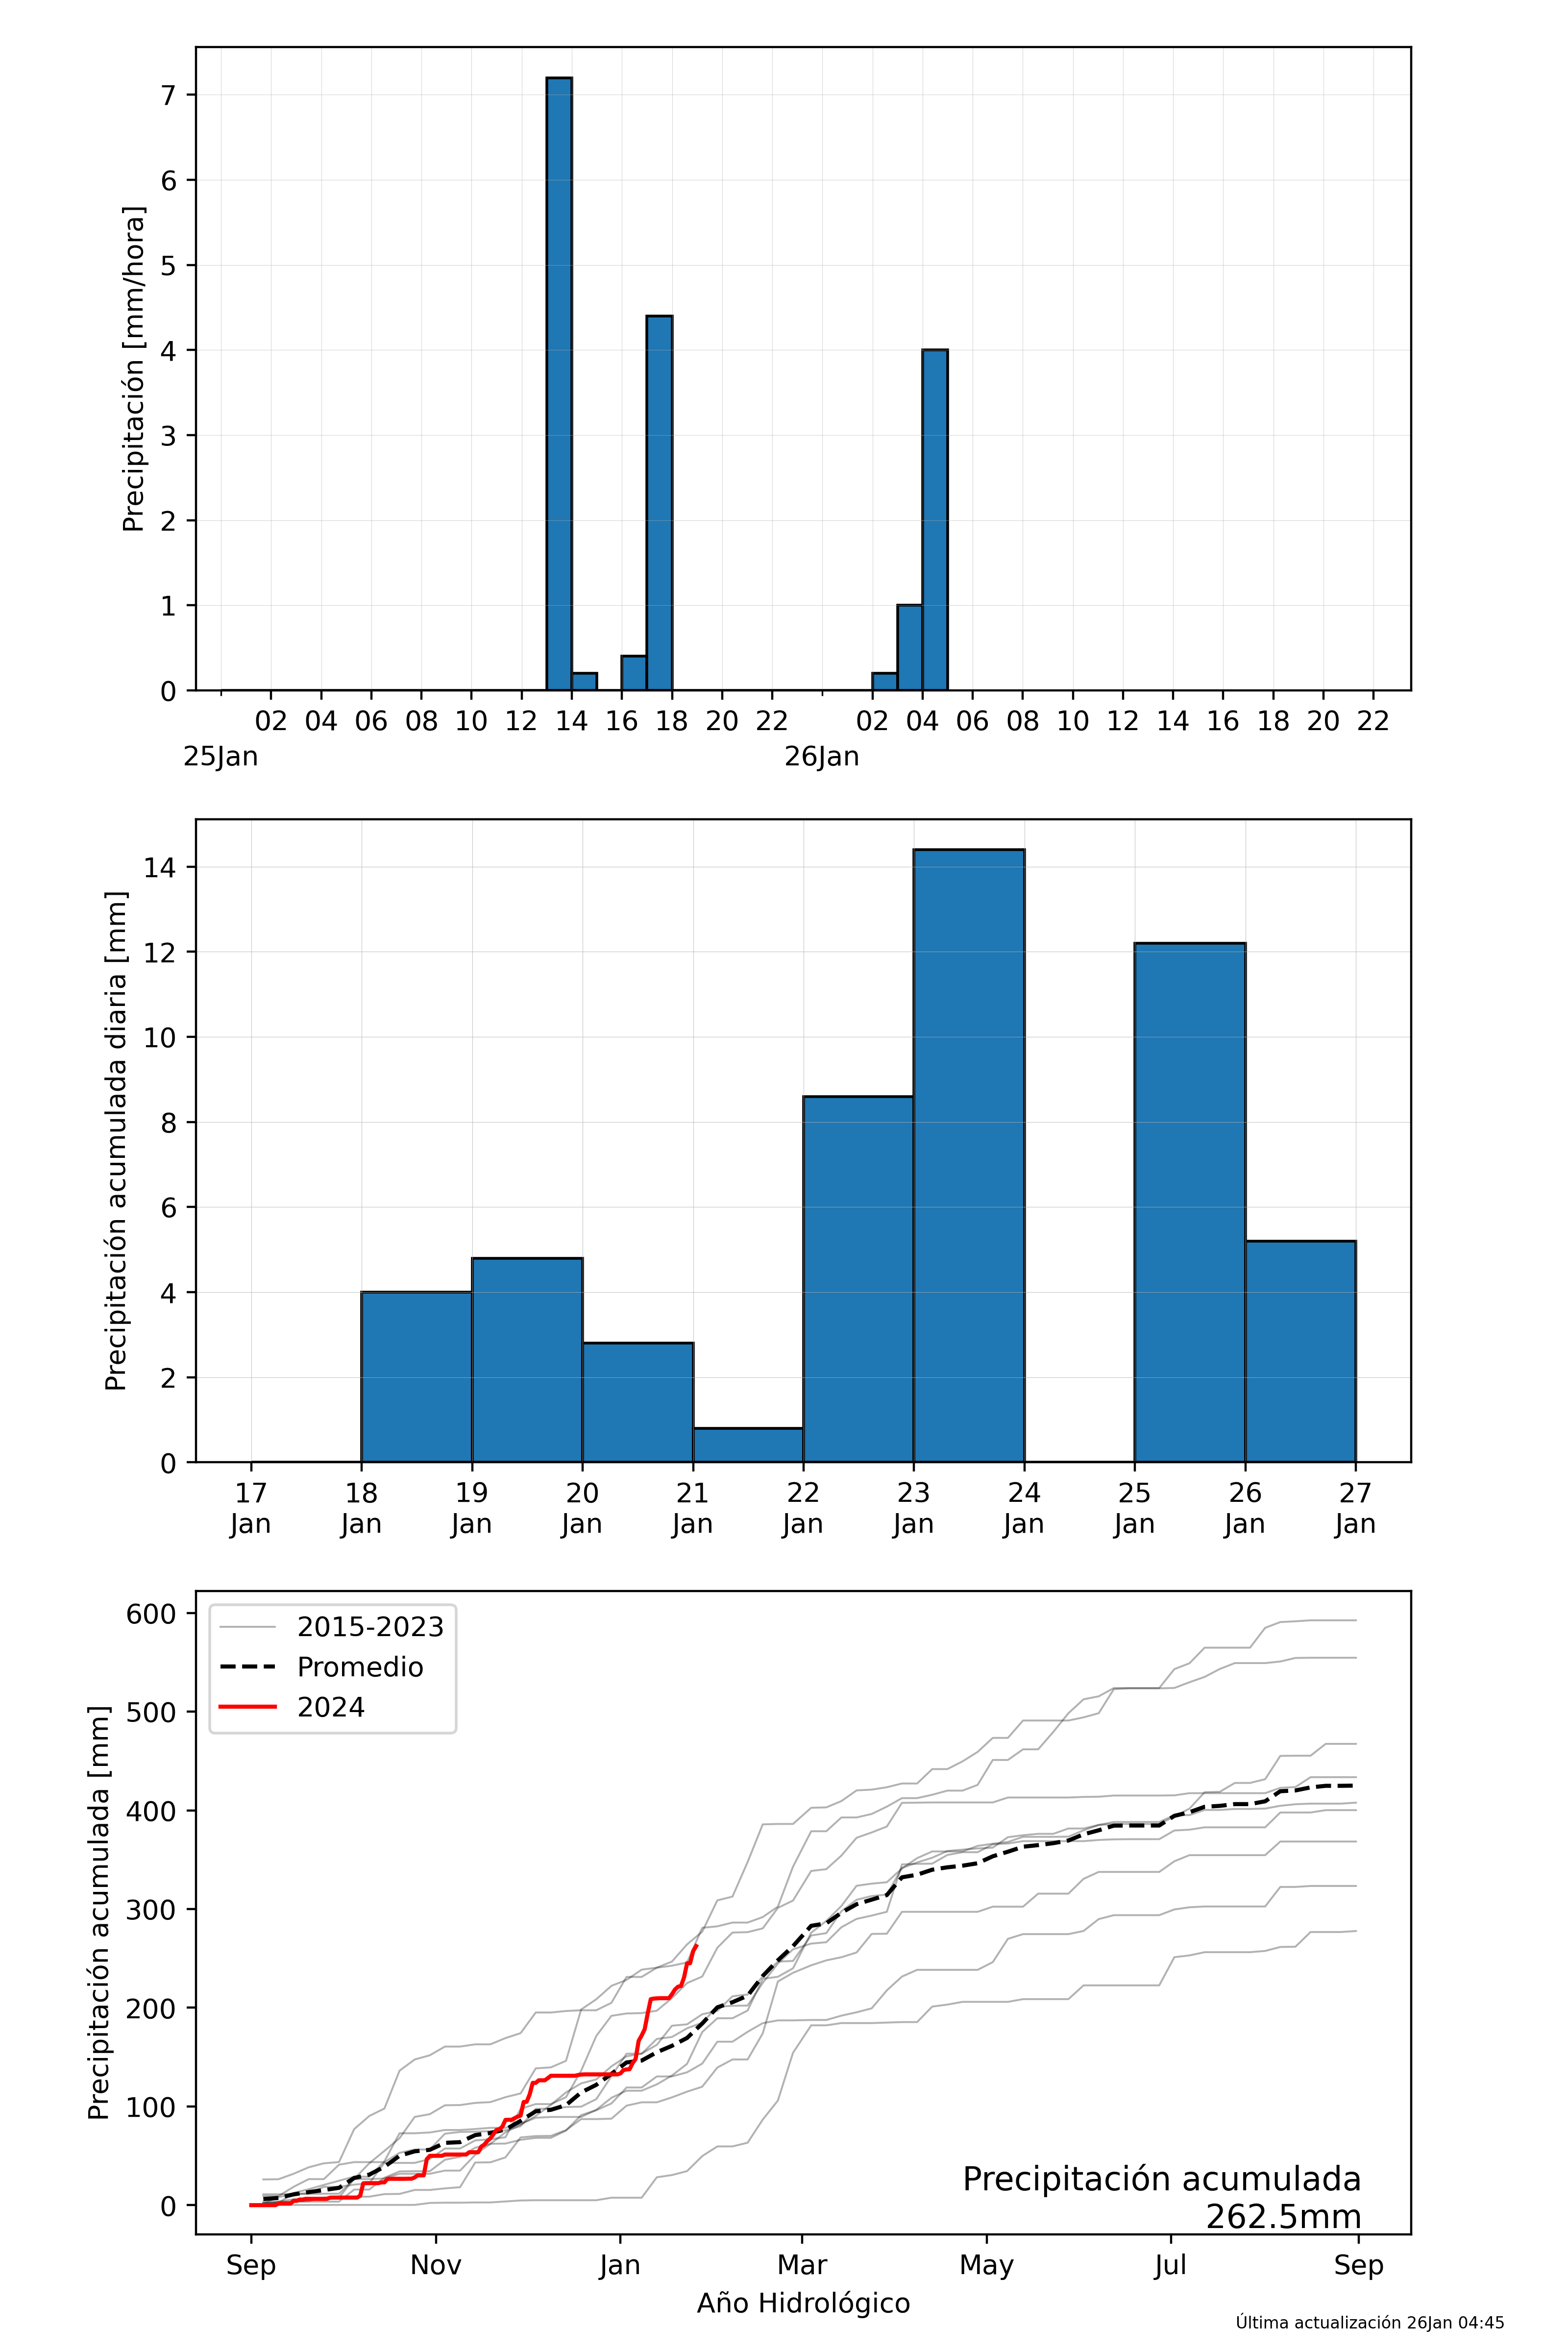 Precipitación [mm/hora]
7
6
5
4
3
2
1
0
02 04 06 08 10 12 14 16 18 20 22 02 04 06 08 10 12 14 16 18 20 22
25Jan 26Jan
Precipitación acumulada diaria [mm]
14
12
10
8
6
4
2
0
17 18 19 20 21 22 23 24 25 26 27
Jan Jan Jan Jan Jan Jan Jan Jan Jan Jan Jan
Precipitación acumulada [mm]
600
500
400
300
200
100
0
2015-2023
Promedio
2024
Precipitación acumulada
262.5mm
Sep Nov Jan Mar May Jul Sep
Año Hidrológico
Última actualización 26Jan 04:45